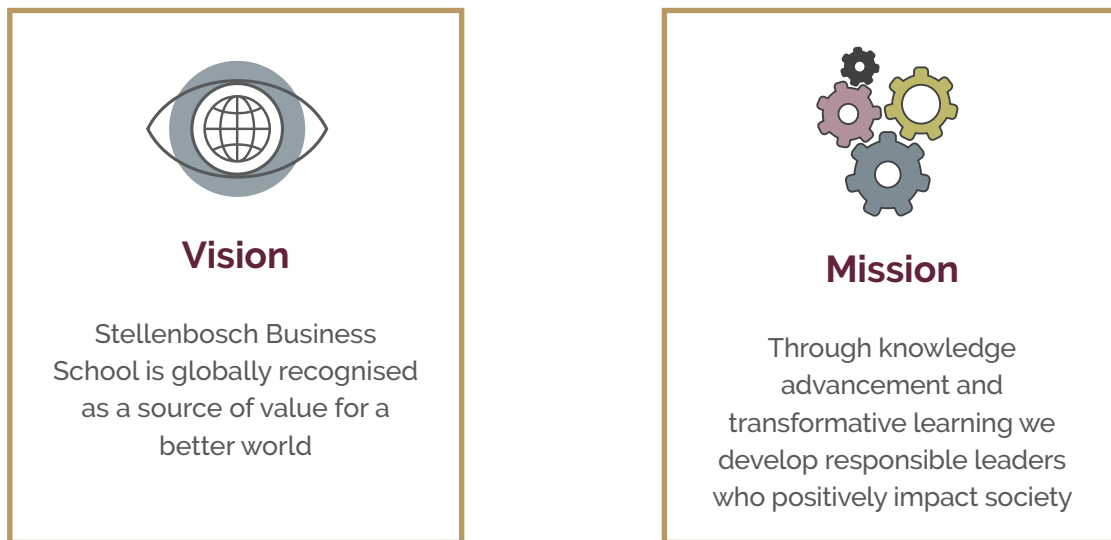 Vision
Stellenbosch Business
School is globally recognised
as a source of value for a
better world
Mission
Through knowledge
advancement and
transformative learning we
develop responsible leaders
who positively impact society